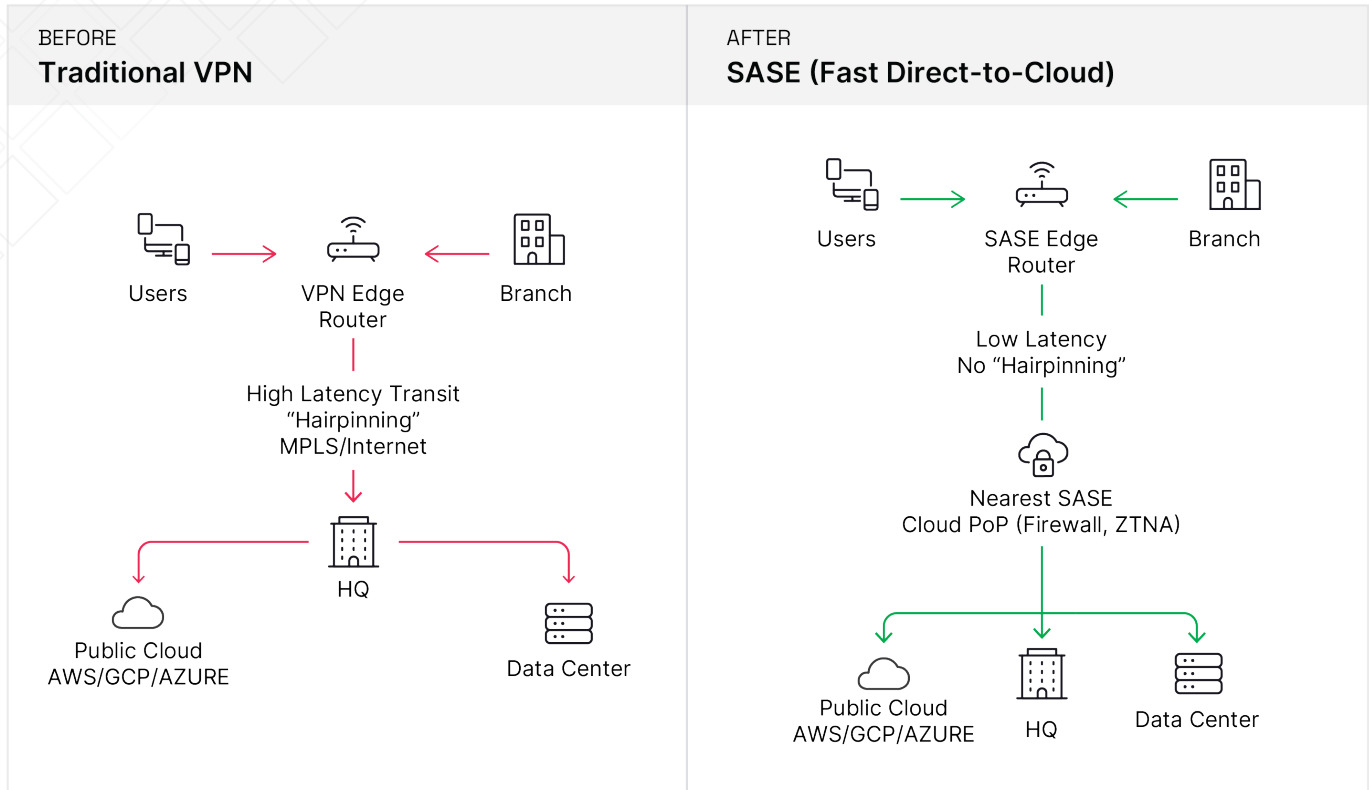 BEFORE
Traditional VPN
Users
VPN Edge
Router
Branch
High Latency Transit
“Hairpinning”
MPLS/Internet
HQ
Public Cloud
AWS/GCP/AZURE
Data Center
AFTER
SASE (Fast Direct-to-Cloud)
Users
SASE Edge
Router
Branch
Low Latency
No “Hairpinning”
Nearest SASE
Cloud PoP (Firewall, ZTNA)
Public Cloud
AWS/GCP/AZURE
HQ
Data Center